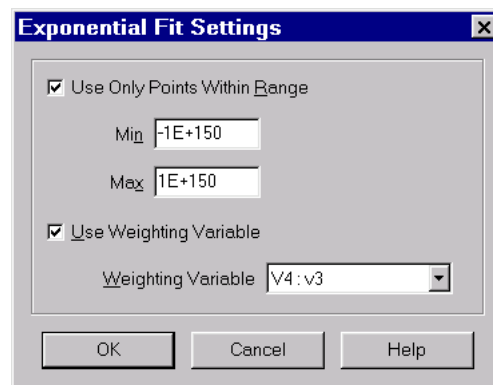 Exponential Fit Settings
Use Only Points Within Range
Min -1E+150
Max 1E+150
Use Weighting Variable
Weighting Variable V4:v3
OK Cancel Help